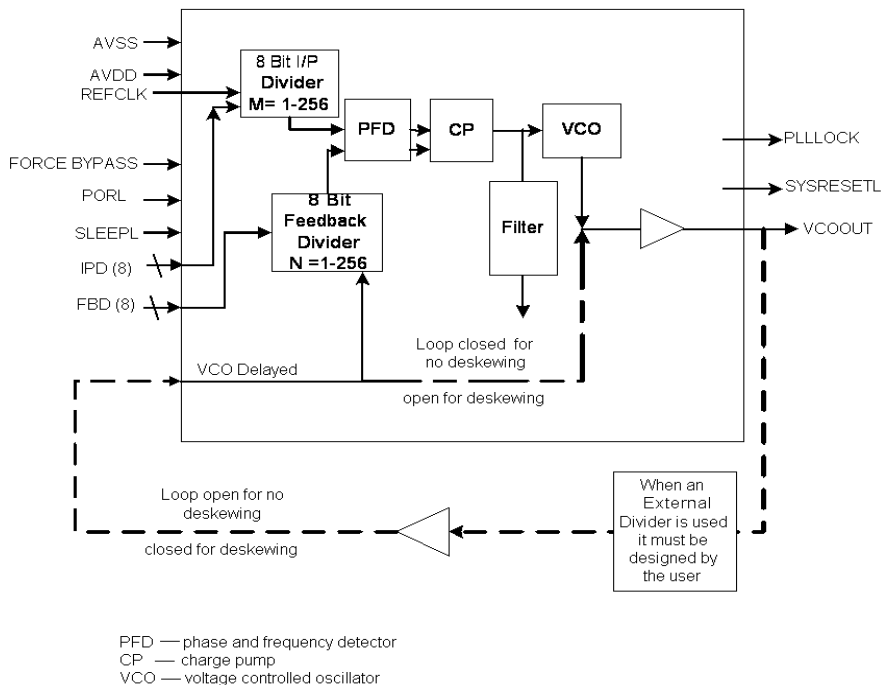 AVSS
AVDD
REFCLK
FORCE BYPASS
PORL
SLEEPL
IPD (8)
FBD (8)
8 Bit I/P
Divider
M= 1-256
PFD
CP
VCO
8 Bit
Feedback
Divider
N =1-256
Filter
PLLLOCK
SYSRESETL
VCOOUT
Loop closed for
no deskewing
open for deskewing
VCO Delayed
Loop open for no
deskewing
closed for deskewing
When an
External
Divider is used
it must be
designed by
the user
PFD — phase and frequency detector
CP — charge pump
VCO — voltage controlled oscillator